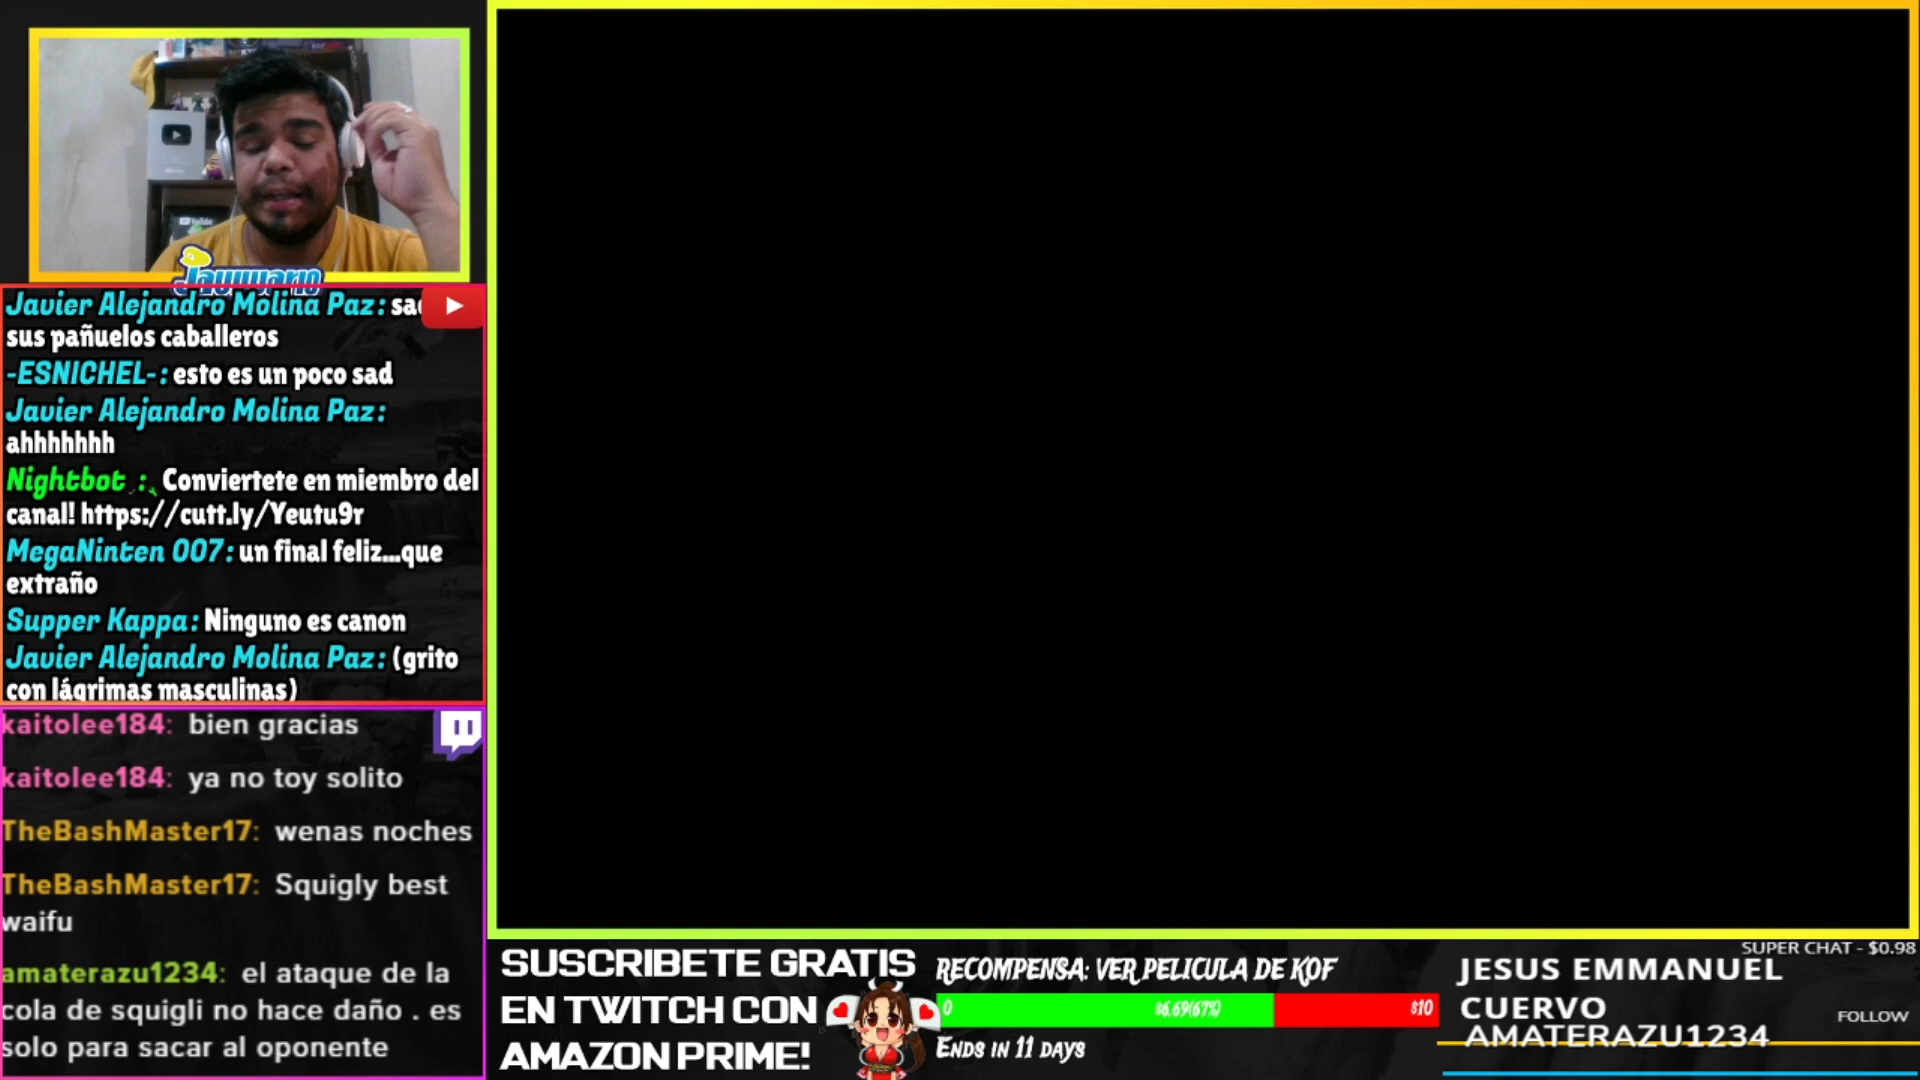 Jauwario
Javier Alejandro Molina Paz: sa
sus pañuelos caballeros
-ESNICHEL-: esto es un poco sad
Javier Alejandro Molina Paz:
ahhhhhhh
Nightbot : Conviertete en miembro del
canal! https://cutt.ly/Yeutu9r
MegaNinten 007: un final feliz...que
extraño
Supper Kappa: Ninguno es canon
Javier Alejandro Molina Paz: (grito
con lágrimas masculinas)
kaitolee184: bien gracias
kaitolee184: ya no toy solito
TheBashMaster17: wenas noches
TheBashMaster17: Squigly best
waifu
amaterazu1234: el ataque de la
cola de squigli no hace daño . es
solo para sacar al oponente
SUSCRIBETE GRATIS
EN TWITCH CON
AMAZON PRIME!
RECOMPENSA: VER PELICULA DE KOF
0 $6.69(67%) $10
ENDS IN 11 DAYS
SUPER CHAT - $0.98
JESUS EMMANUEL
CUERVO
FOLLOW
AMATERAZU1234